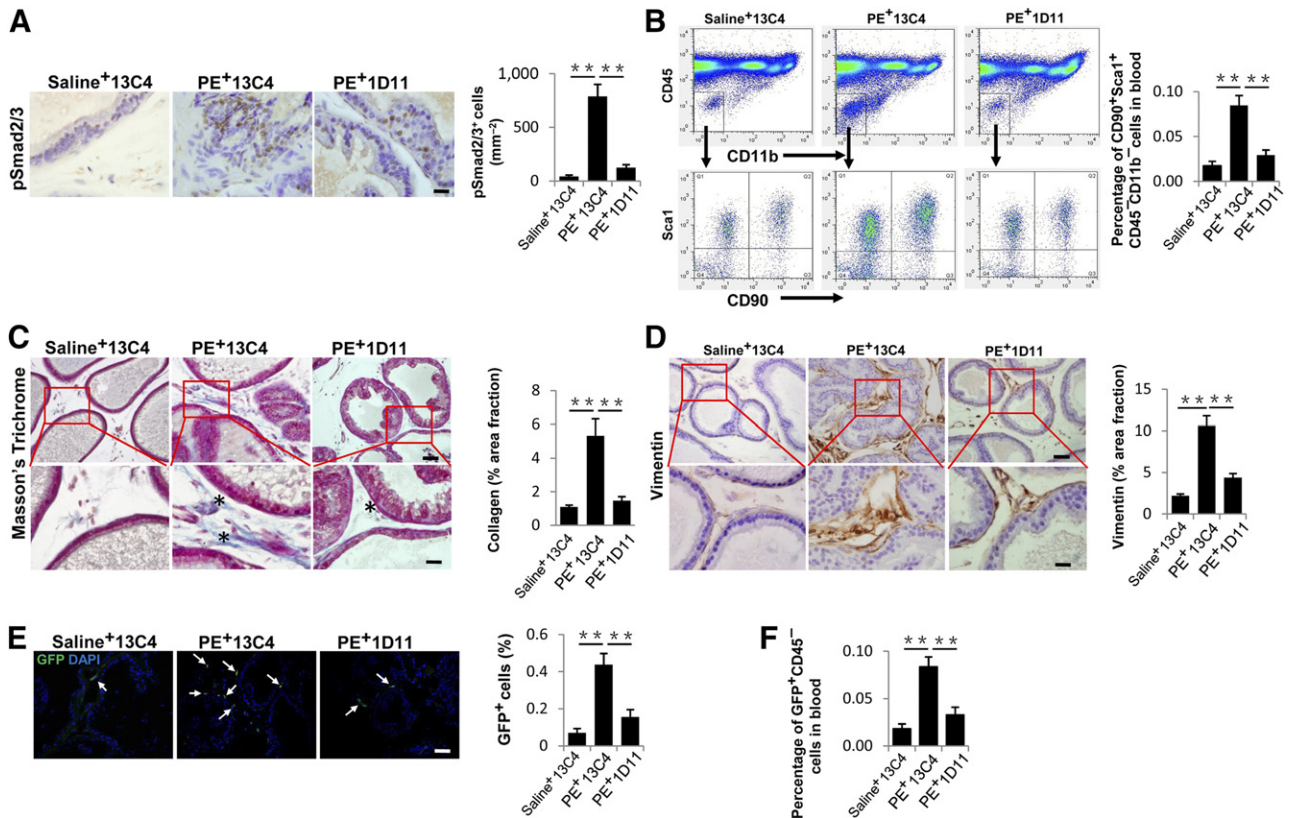 A
Saline+13C4
PE+13C4
PE+1D11
pSmad2/3
pSmad2/3+ cells
(mm−2)
1,000
500
0
** **
Saline+13C4
PE+13C4
PE+1D11
B
Saline+13C4
PE+13C4
PE+1D11
CD45
CD11b
Sca1
CD90
Q1
Q2
Q3
Q4
Percentage of CD90+Sca1+
CD45−CD11b− cells in blood
0.10
0.05
0.00
** **
Saline+13C4
PE+13C4
PE+1D11
C
Saline+13C4
PE+13C4
PE+1D11
Masson's Trichrome
*
*
*
Collagen (% area fraction)
8
6
4
2
0
** **
Saline+13C4
PE+13C4
PE+1D11
D
Saline+13C4
PE+13C4
PE+1D11
Vimentin
Vimentin (% area fraction)
15
10
5
0
** **
Saline+13C4
PE+13C4
PE+1D11
E
Saline+13C4
PE+13C4
PE+1D11
GFP DAPI
GFP+ cells (%)
0.6
0.4
0.2
0
** **
Saline+13C4
PE+13C4
PE+1D11
F
Percentage of GFP+CD45−
cells in blood
0.10
0.05
0.00
** **
Saline+13C4
PE+13C4
PE+1D11